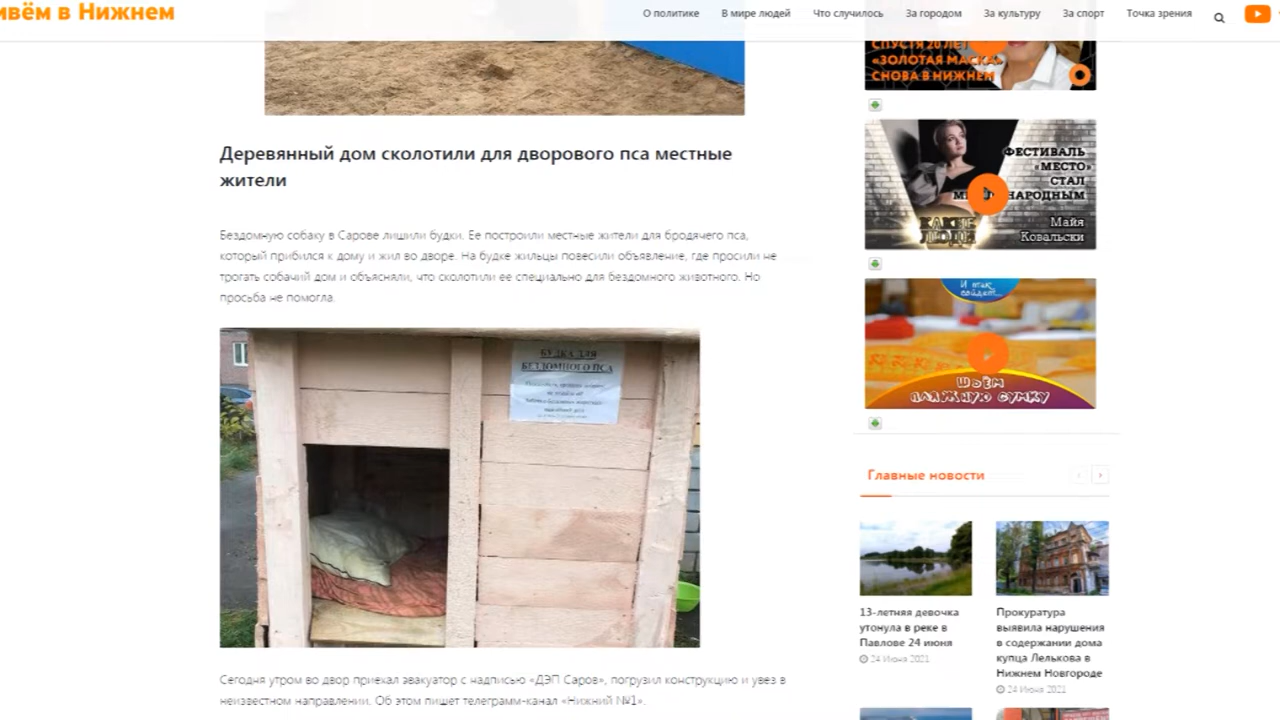 ивём в Нижнем
О политике В мире людей Что случилось За городом За культуру За спорт Точка зрения
СПУСТЯ 20 ЛЕТ
«ЗОЛОТАЯ МАСКА»
СНОВА В НИЖНЕМ
Деревянный дом сколотили для дворового пса местные
жители
Бездомную собаку в Сарове лишили будки. Ее построили местные жители для бродячего пса,
который прибился к дому и жил во дворе. На будке жильцы повесили объявление, где просили не
трогать собачий дом и объясняли, что сколотили ее специально для бездомного животного. Но
просьба не помогла.
БУДКА ДЛЯ
БЕЗДОМНОГО ПСА
Сегодня утром во двор приехал эвакуатор с надписью «ДЭП Саров», погрузил конструкцию и увез в
неизвестном направлении. Об этом пишет телеграмм-канал «Нижний №1».
ФЕСТИВАЛЬ
«МЕСТО»
СТАЛ
НАРОДНЫМ
КАКИЕ
ЛЮДИ
Майя
Ковальски
И так
сойдет...
ШЬЁМ
ПЛЯЖНУЮ СУМКУ
Главные новости
13-летняя девочка
утонула в реке в
Павлове 24 июня
24 Июня 2021
Прокуратура
выявила нарушения
в содержании дома
купца Лелькова в
Нижнем Новгороде
24 Июня 2021